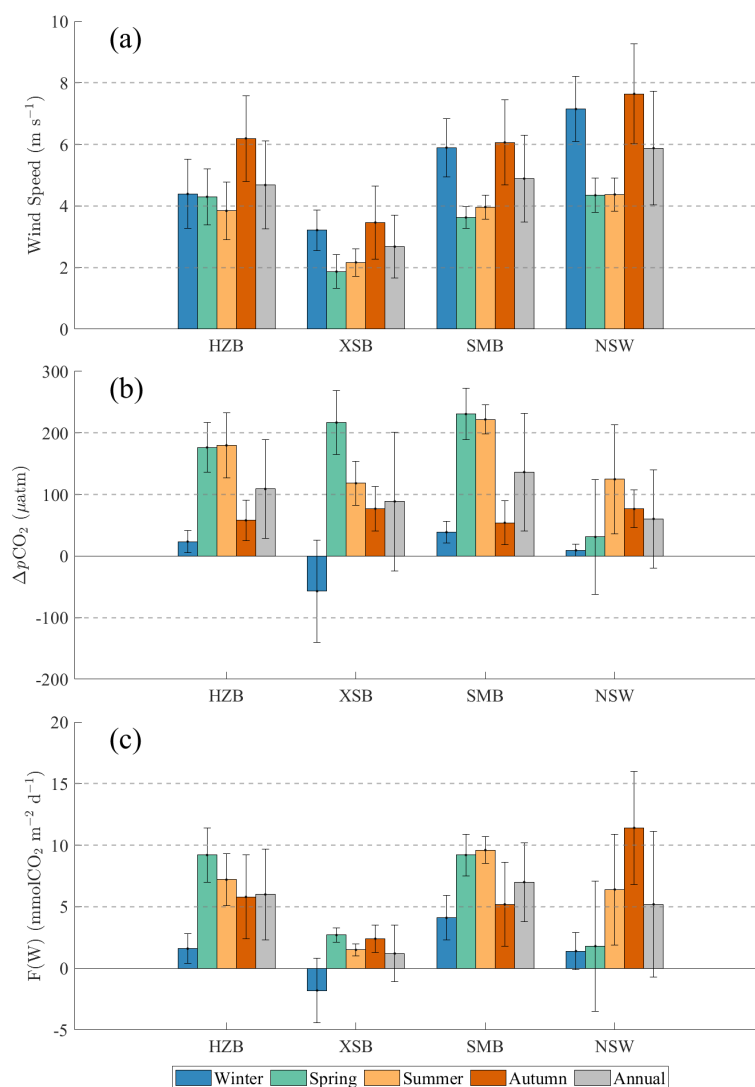 (a)
10
8
6
4
2
0
Wind Speed (m s⁻¹)
HZB XSB SMB NSW
(b)
300
200
100
0
-100
-200
ΔpCO₂ (μatm)
HZB XSB SMB NSW
(c)
20
15
10
5
0
-5
F(W) (mmolCO₂ m⁻² d⁻¹)
HZB XSB SMB NSW
Winter Spring Summer Autumn Annual